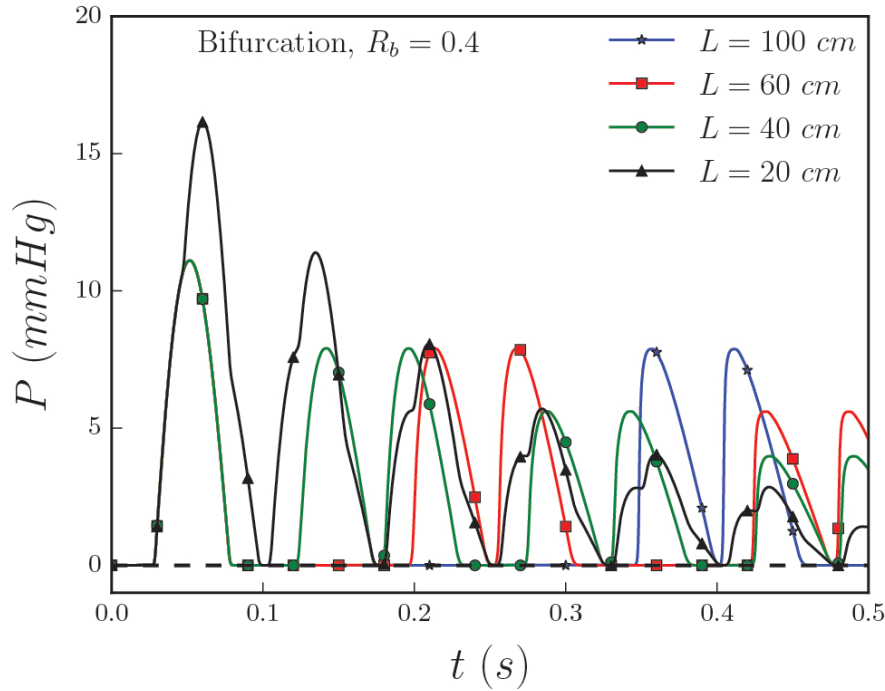 20
15
10
5
0
P (mmHg)
Bifurcation, R_b = 0.4
L = 100 cm
L = 60 cm
L = 40 cm
L = 20 cm
0.0 0.1 0.2 0.3 0.4 0.5
t (s)